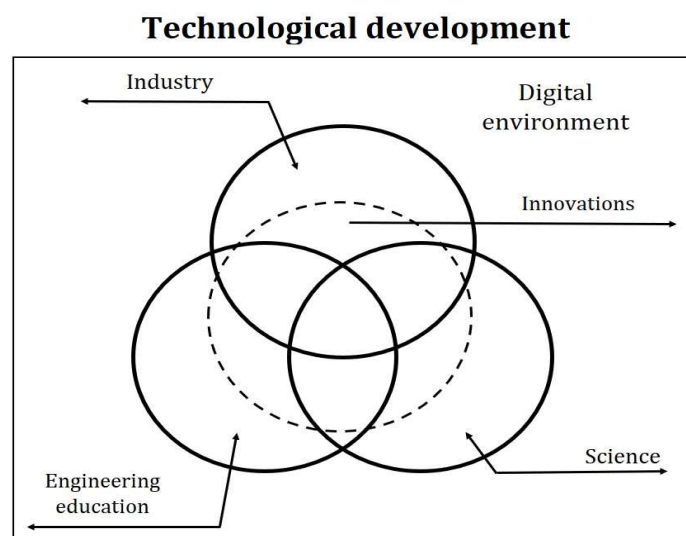 Technological development
Industry
Digital
environment
Innovations
Science
Engineering
education